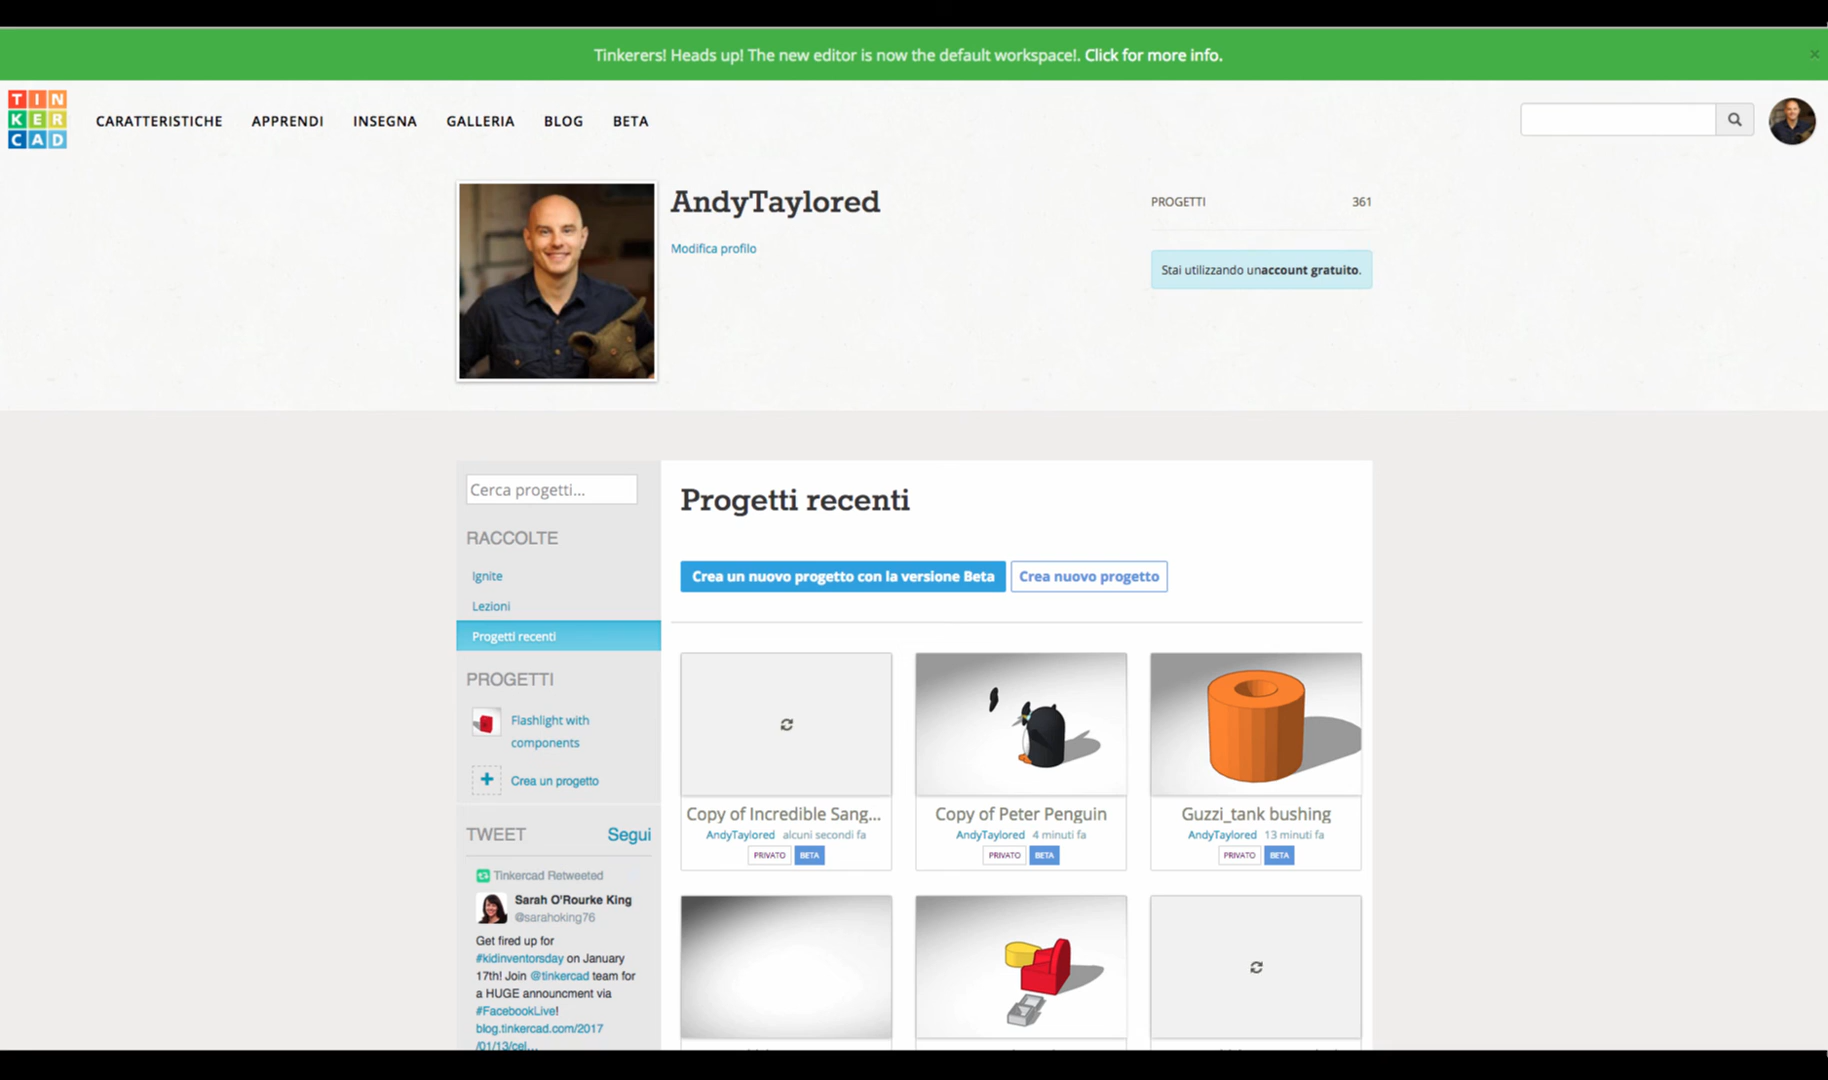 Tinkerers! Heads up! The new editor is now the default workspace!. Click for more info. ×
TIN
KER
CAD
CARATTERISTICHE APPRENDI INSEGNA GALLERIA BLOG BETA
AndyTaylored
Modifica profilo
PROGETTI 361
Stai utilizzando unaccount gratuito.
Cerca progetti...
RACCOLTE
Ignite
Lezioni
Progetti recenti
PROGETTI
Flashlight with
components
Crea un progetto
TWEET Segui
Tinkercad Retweeted
Sarah O'Rourke King
@sarahoking76
Get fired up for
#kidinventorsday on January
17th! Join @tinkercad team for
a HUGE announcment via
#FacebookLive!
blog.tinkercad.com/2017
/01/13/cel...
Progetti recenti
Crea un nuovo progetto con la versione Beta Crea nuovo progetto
Copy of Incredible Sang...
AndyTaylored alcuni secondi fa
PRIVATO BETA
Copy of Peter Penguin
AndyTaylored 4 minuti fa
PRIVATO BETA
Guzzi_tank bushing
AndyTaylored 13 minuti fa
PRIVATO BETA